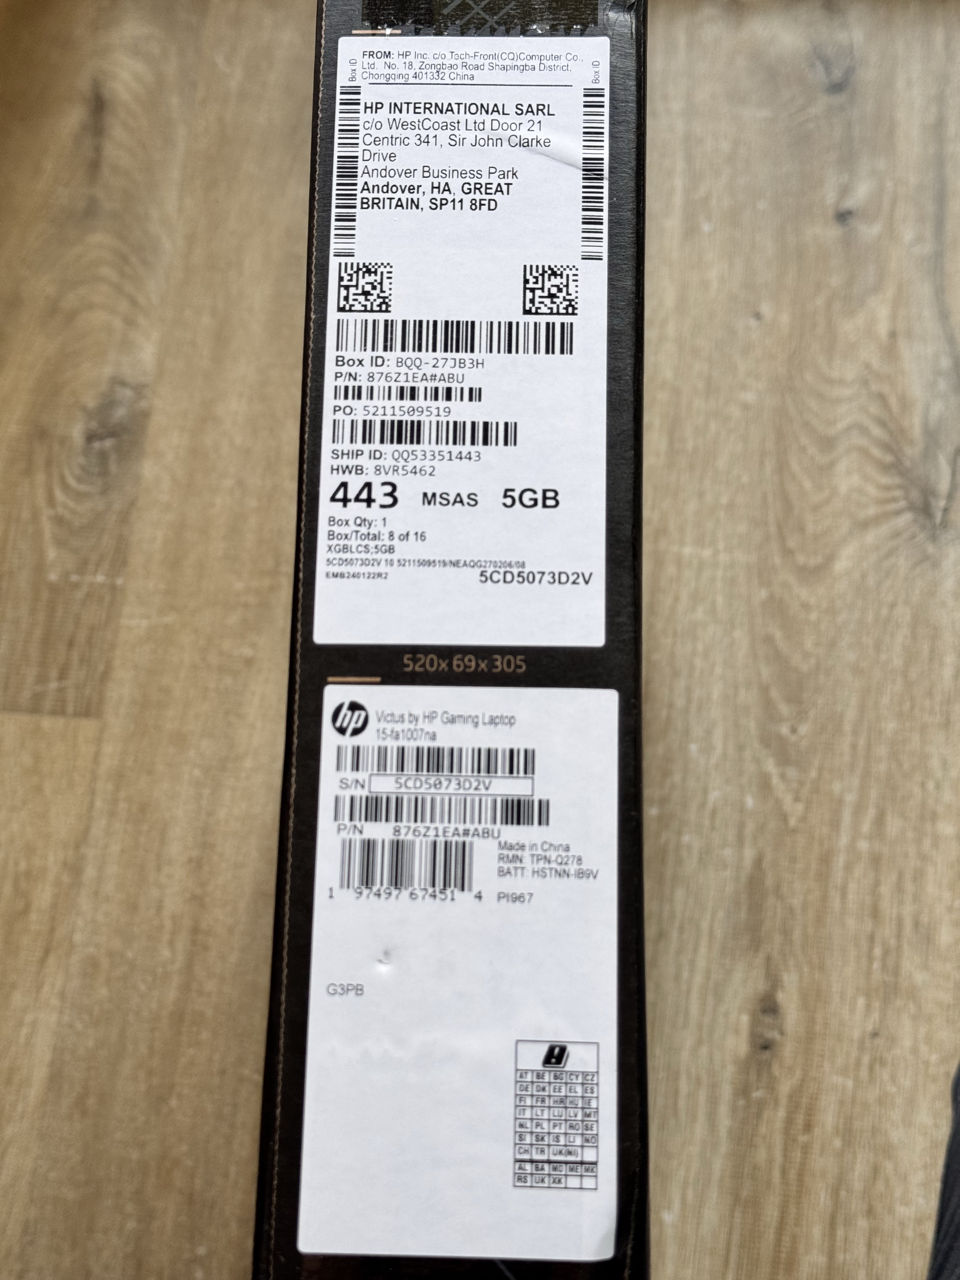 FROM: HP Inc. c/o Tech-Front(CQ)Computer Co.,
Ltd. No. 18, Zongbao Road Shapingba District,
Chongqing 401332 China
Box ID
Box ID
HP INTERNATIONAL SARL
c/o WestCoast Ltd Door 21
Centric 341, Sir John Clarke
Drive
Andover Business Park
Andover, HA, GREAT
BRITAIN, SP11 8FD
Box ID: BQQ-27JB3H
P/N: 876Z1EA#ABU
PO: 5211509519
SHIP ID: QQ53351443
HWB: 8VR5462
443 MSAS 5GB
Box Qty: 1
Box/Total: 8 of 16
XGBLCS;5GB
5CD5073D2V 10 5211509519/NEAQG270206/08
EMB240122R2 5CD5073D2V
520x69x305
hp Victus by HP Gaming Laptop
15-fa1007na
S/N 5CD5073D2V
P/N 876Z1EA#ABU
Made in China
RMN: TPN-Q278
BATT: HSTNN-IB9V
1 97497 67451 4 PI967
G3PB
AT BE BG CY CZ
DE DK EE EL ES
FI FR HR HU IE
IT LT LU LV MT
NL PL PT RO SE
SI SK IS LI NO
CH TR UK(NI)
AL BA MD ME MK
RS UK XK